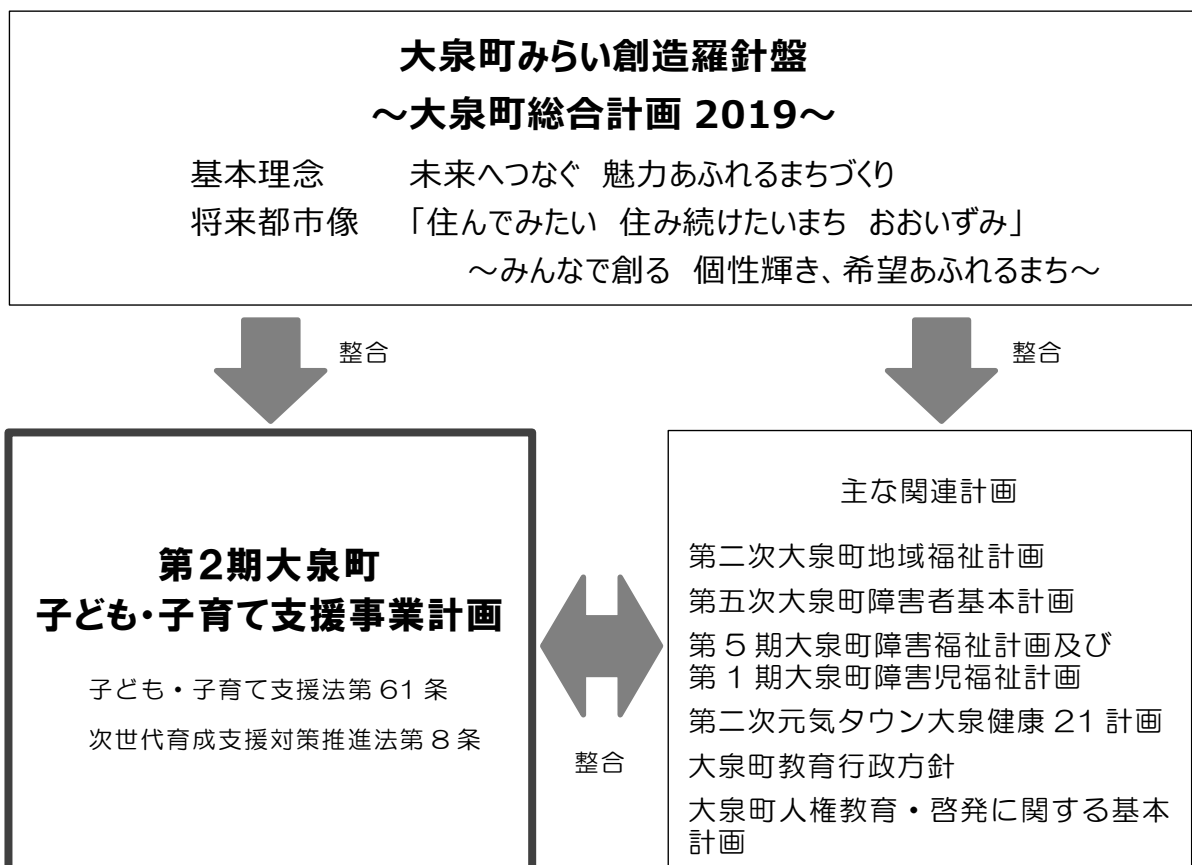 大泉町みらい創造羅針盤
～大泉町総合計画 2019～
基本理念 未来へつなぐ 魅力あふれるまちづくり
将来都市像 「住んでみたい 住み続けたいまち おおいずみ」
～みんなで創る 個性輝き、希望あふれるまち～
整合
整合
第2期大泉町
子ども・子育て支援事業計画
子ども・子育て支援法第 61 条
次世代育成支援対策推進法第 8 条
整合
主な関連計画
第二次大泉町地域福祉計画
第五次大泉町障害者基本計画
第 5 期大泉町障害福祉計画及び
第 1 期大泉町障害児福祉計画
第二次元気タウン大泉健康 21 計画
大泉町教育行政方針
大泉町人権教育・啓発に関する基本
計画